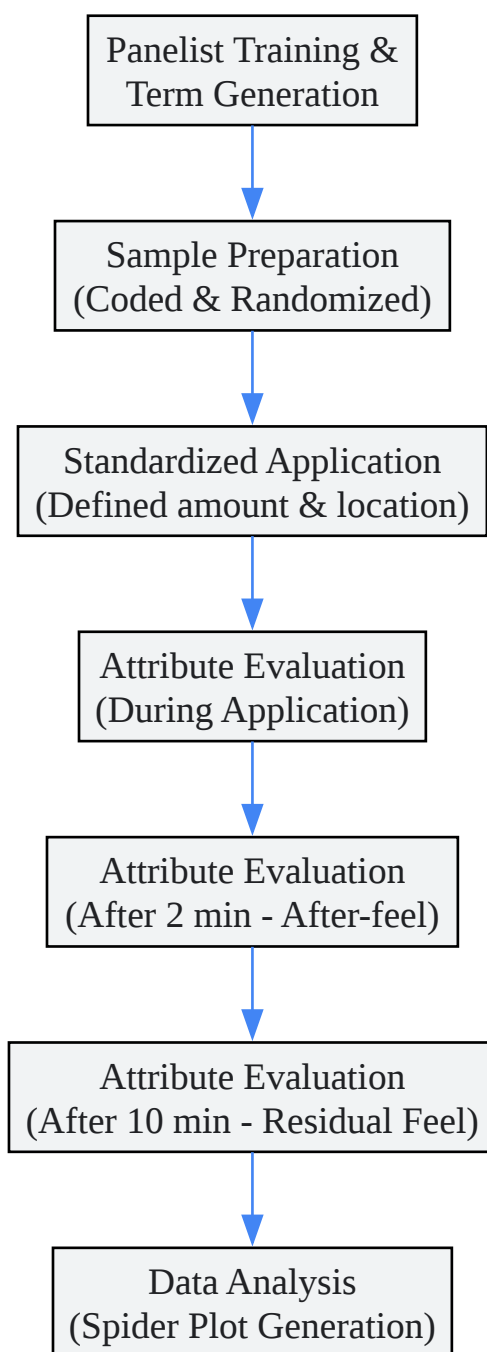 Panelist Training &
Term Generation
Sample Preparation
(Coded & Randomized)
Standardized Application
(Defined amount & location)
Attribute Evaluation
(During Application)
Attribute Evaluation
(After 2 min - After-feel)
Attribute Evaluation
(After 10 min - Residual Feel)
Data Analysis
(Spider Plot Generation)